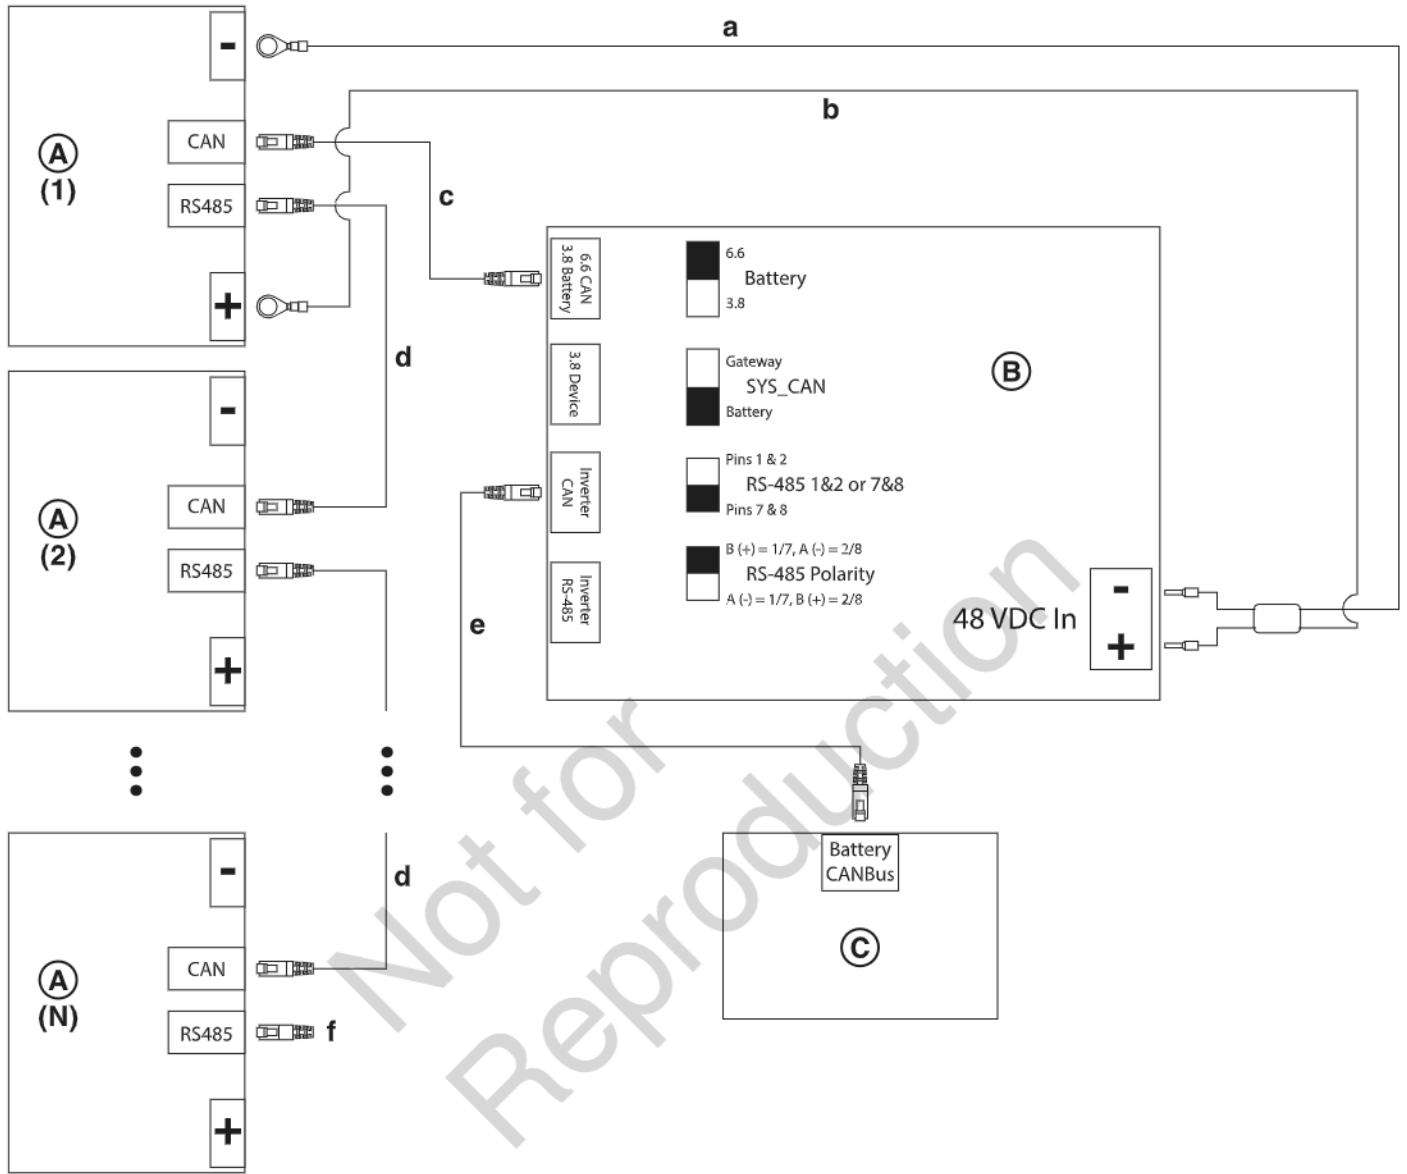 a
-
b
A
(1)
CAN
RS485
+
c
d
6.6 CAN
3.8 Battery
6.6
Battery
3.8
3.8 Device
Gateway
SYS_CAN
Battery
B
Inverter
CAN
Pins 1 & 2
RS-485 1&2 or 7&8
Pins 7 & 8
Inverter
RS-485
B (+) = 1/7, A (-) = 2/8
RS-485 Polarity
A (-) = 1/7, B (+) = 2/8
48 VDC In
-
+
A
(2)
-
CAN
RS485
+
e
Battery
CANBus
C
d
A
(N)
-
CAN
RS485
f
+
Not for
Reproduction